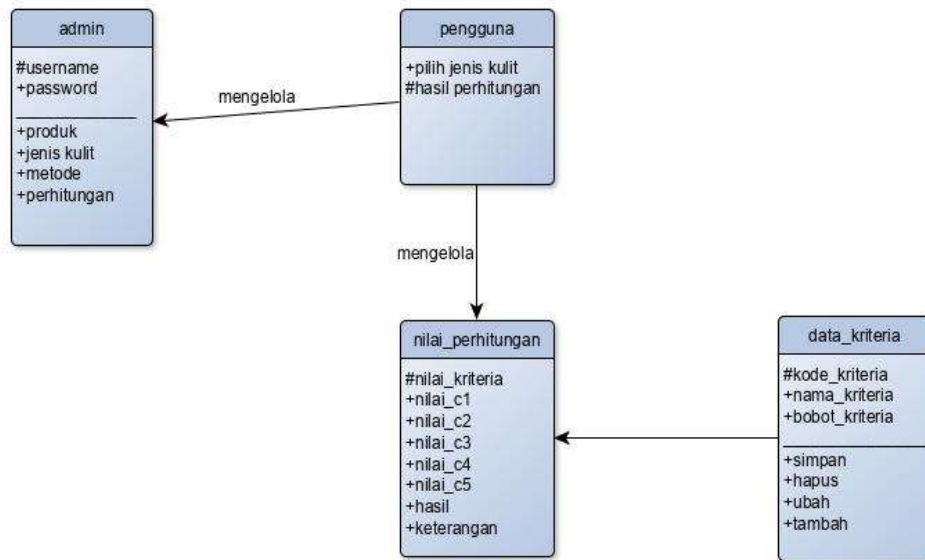 admin
#username
+password
+produk
+jenis kulit
+metode
+perhitungan
mengelola
pengguna
+pilih jenis kulit
#hasil perhitungan
mengelola
nilai_perhitungan
#nilai_kriteria
+nilai_c1
+nilai_c2
+nilai_c3
+nilai_c4
+nilai_c5
+hasil
+keterangan
data_kriteria
#kode_kriteria
+nama_kriteria
+bobot_kriteria
+simpan
+hapus
+ubah
+tambah